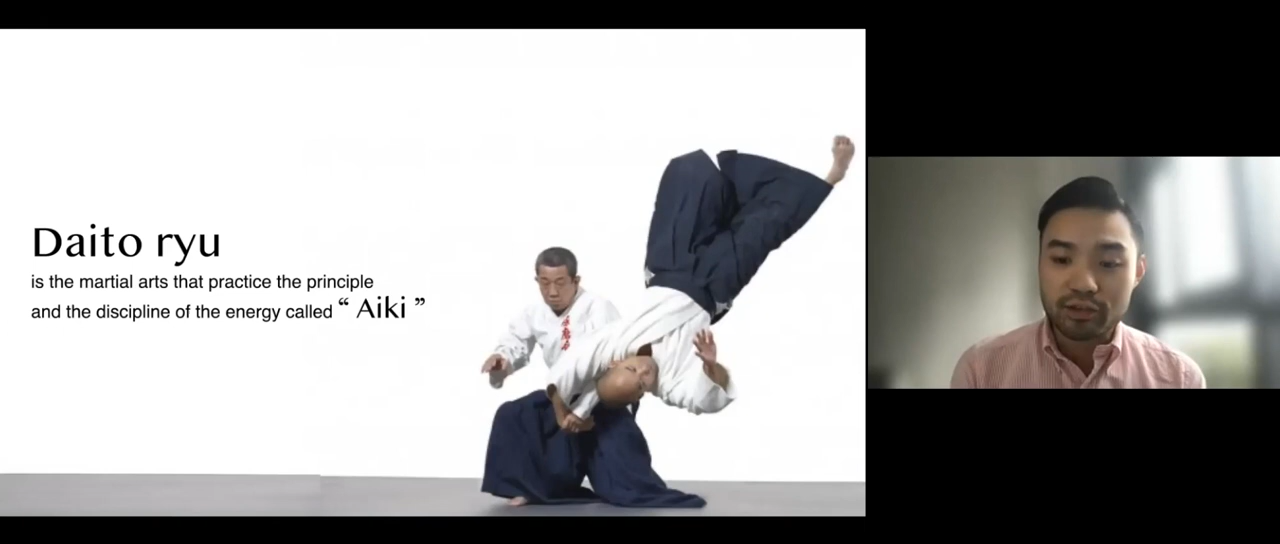 Daito ryu
is the martial arts that practice the principle
and the discipline of the energy called “ Aiki ”